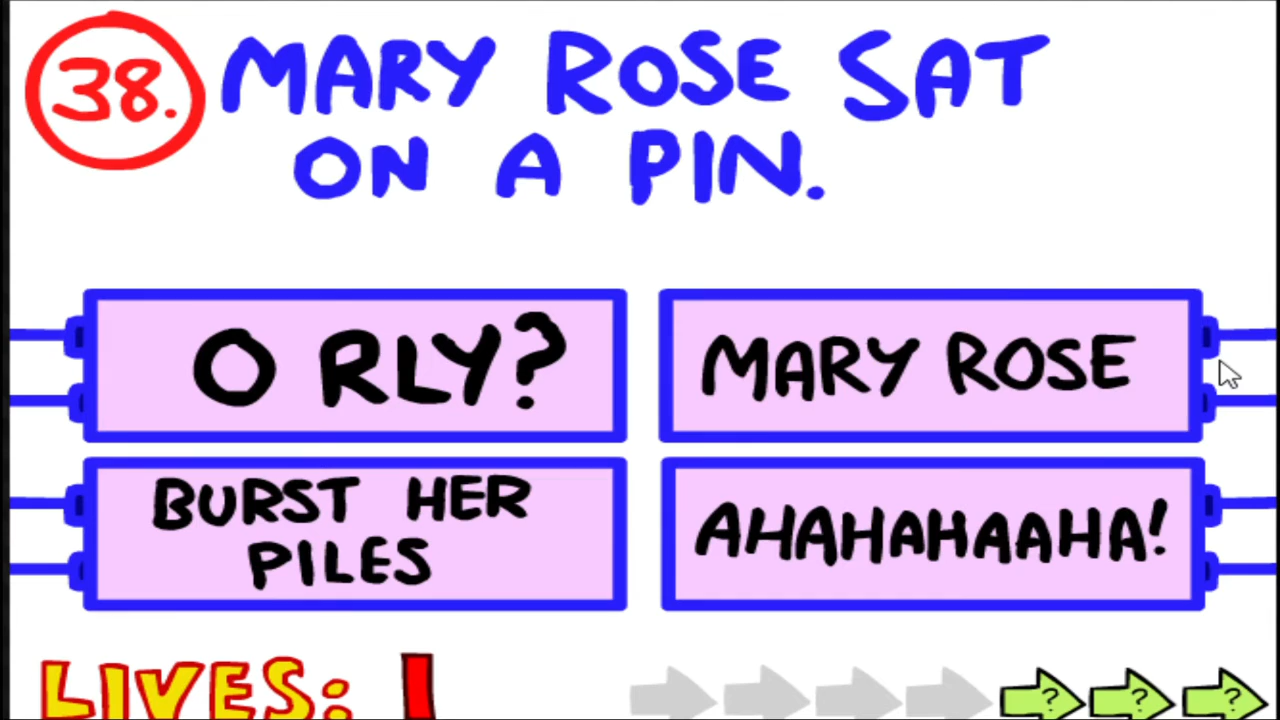 38. MARY ROSE SAT
ON A PIN.
O RLY?
MARY ROSE
BURST HER
PILES
AHAHAHAAHA!
LIVES: 1
? ? ?